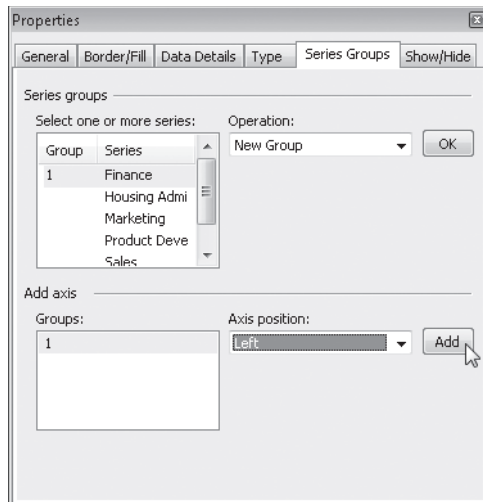 Properties
General Border/Fill Data Details Type Series Groups Show/Hide
Series groups
Select one or more series: Operation:
Group Series New Group OK
1 Finance
Housing Admi
Marketing
Product Deve
Sales
Add axis
Groups: Axis position:
1 Left Add